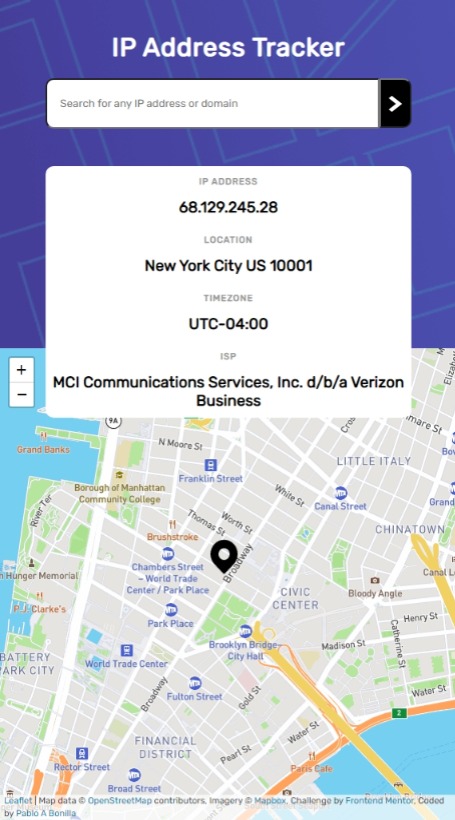 IP Address Tracker
Search for any IP address or domain
IP ADDRESS
68.129.245.28
LOCATION
New York City US 10001
TIMEZONE
UTC-04:00
ISP
MCI Communications Services, Inc. d/b/a Verizon
Business
+
−
9A
Grand Banks
N Moore St
LITTLE ITALY
Franklin Street
Borough of Manhattan
Community College
White St
Canal Street
River Ter
Thomas St
Worth St
CHINATOWN
Brushstroke
Broadway
Chambers Street
– World Trade
Center / Park Place
n Hunger Memorial
P.J. Clarke's
CIVIC
CENTER
Bloody Angle
Canal
Park Place
Henry St
Catherine St
Brooklyn Bridge-
City Hall
Madison St
BATTERY
PARK CITY
World Trade Center
Fulton Street
Gold St
Water St
Broadway
2
FINANCIAL
DISTRICT
Water St
Pearl St
Rector Street
Paris Cafe
Broad Street
Leaflet | Map data © OpenStreetMap contributors, Imagery © Mapbox, Challenge by Frontend Mentor, Coded
by Pablo A Bonilla